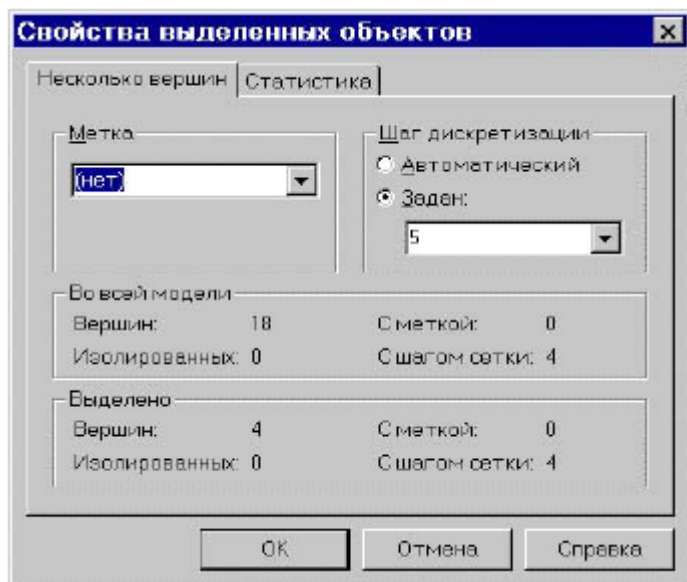 Свойства выделенных объектов
Несколько вершин Статистика
Метка Шаг дискретизации
(нет) Автоматический
Задан:
5
Во всей модели
Вершин: 18 С меткой: 0
Изолированных: 0 С шагом сетки: 4
Выделено
Вершин: 4 С меткой: 0
Изолированных: 0 С шагом сетки: 4
OK Отмена Справка